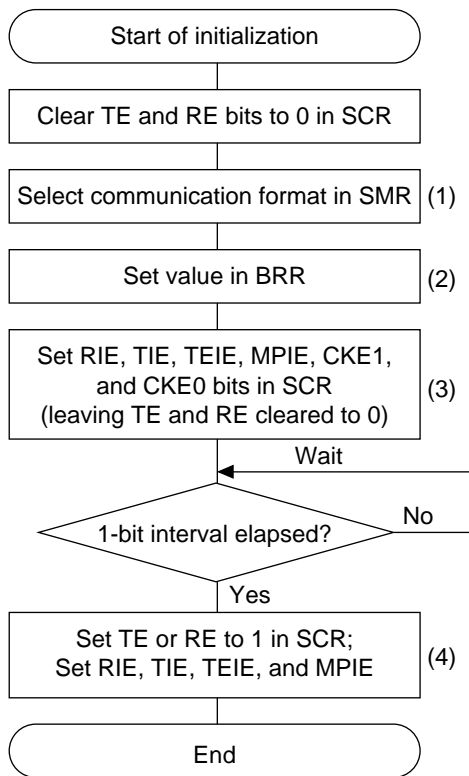 Start of initialization
Clear TE and RE bits to 0 in SCR
Select communication format in SMR
(1)
Set value in BRR
(2)
Set RIE, TIE, TEIE, MPIE, CKE1,
and CKE0 bits in SCR
(leaving TE and RE cleared to 0)
(3)
Wait
1-bit interval elapsed?
No
Yes
Set TE or RE to 1 in SCR;
Set RIE, TIE, TEIE, and MPIE
(4)
End